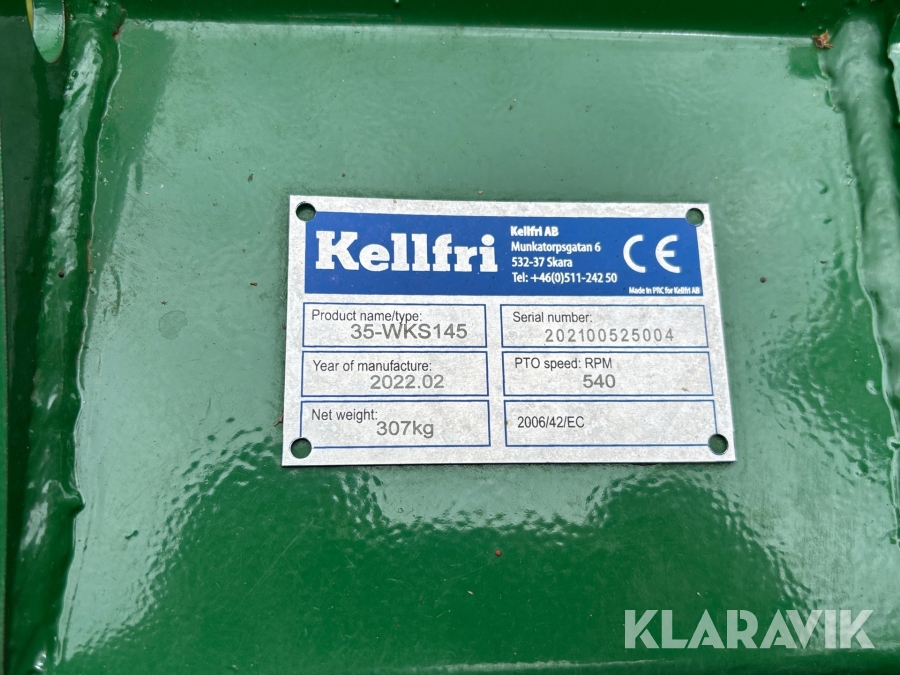 Kellfri
Kellfri AB
Munkatorpsgatan 6
532-37 Skara
Tel: +46(0)511-242 50
CE
Made in PRC for Kellfri AB
Product name/type:
35-WKS145
Serial number:
202100525004
Year of manufacture:
2022.02
PTO speed: RPM
540
Net weight:
307kg
2006/42/EC
KLARAVIK